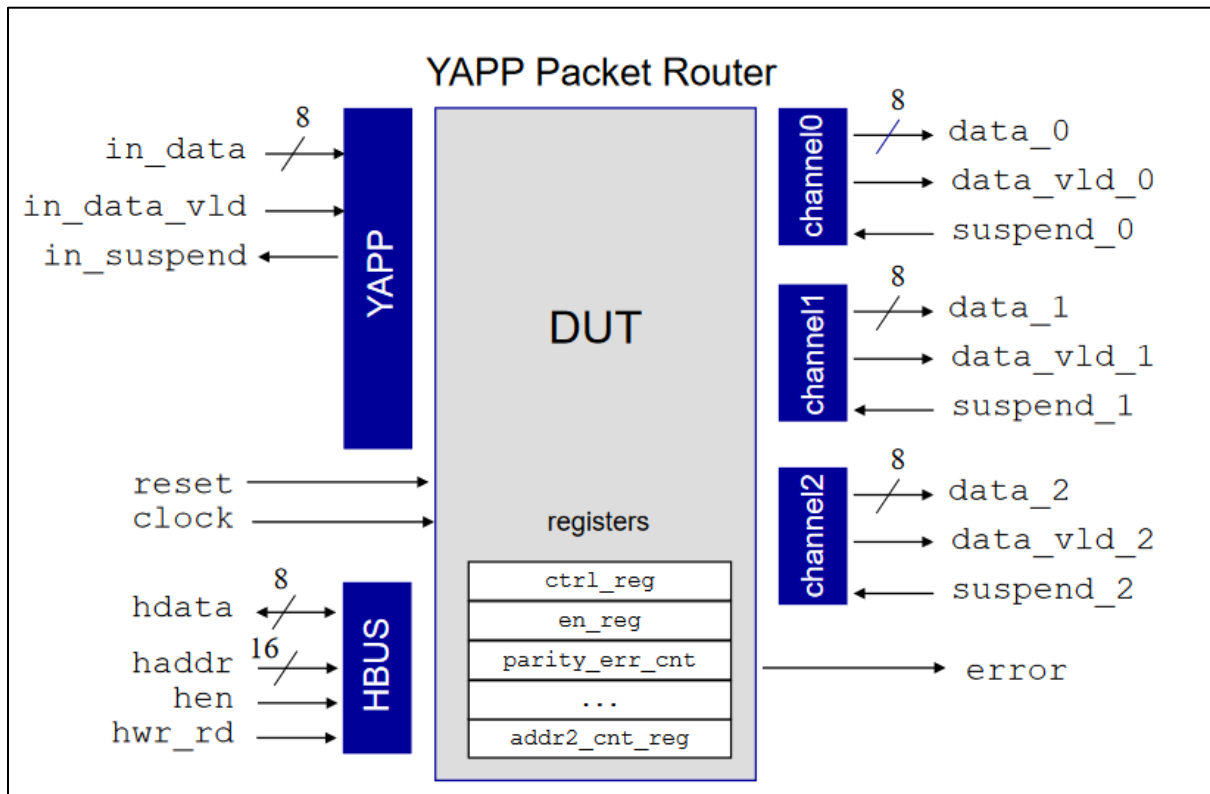 YAPP Packet Router
8
in_data
in_data_vld
in_suspend
YAPP
reset
clock
8
hdata
16
haddr
hen
hwr_rd
HBUS
DUT
registers
ctrl_reg
en_reg
parity_err_cnt
...
addr2_cnt_reg
channel0
8
data_0
data_vld_0
suspend_0
channel1
8
data_1
data_vld_1
suspend_1
channel2
8
data_2
data_vld_2
suspend_2
error